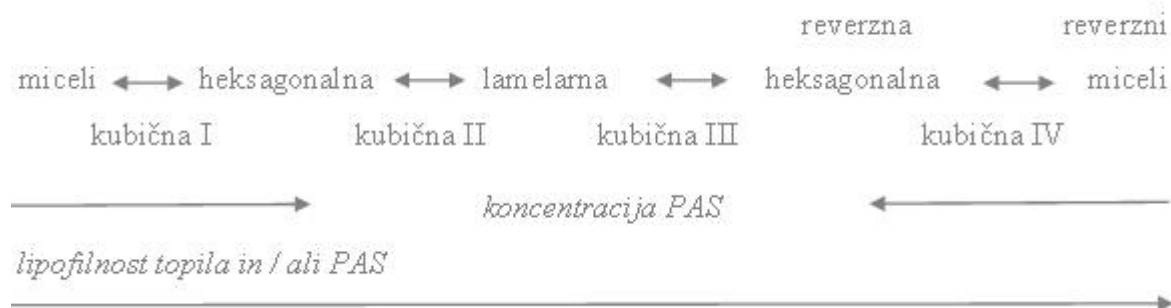 reverzna reverzni
miceli heksagonalna lamelarna heksagonalna miceli
kubična I kubična II kubična III kubična IV
koncentracija PAS
lipofilnost topila in / ali PAS